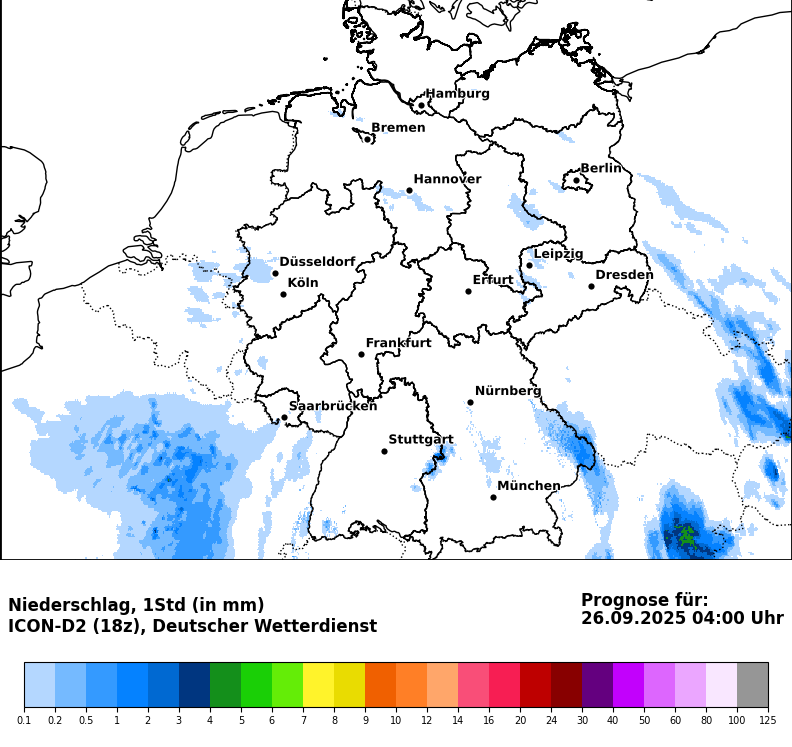 Hamburg
Bremen
Berlin
Hannover
Leipzig
Düsseldorf
Dresden
Köln
Erfurt
Frankfurt
Nürnberg
Saarbrücken
Stuttgart
München
Niederschlag, 1Std (in mm)
ICON-D2 (18z), Deutscher Wetterdienst
Prognose für:
26.09.2025 04:00 Uhr
0.1 0.2 0.5 1 2 3 4 5 6 7 8 9 10 12 14 16 20 24 30 40 50 60 80 100 125